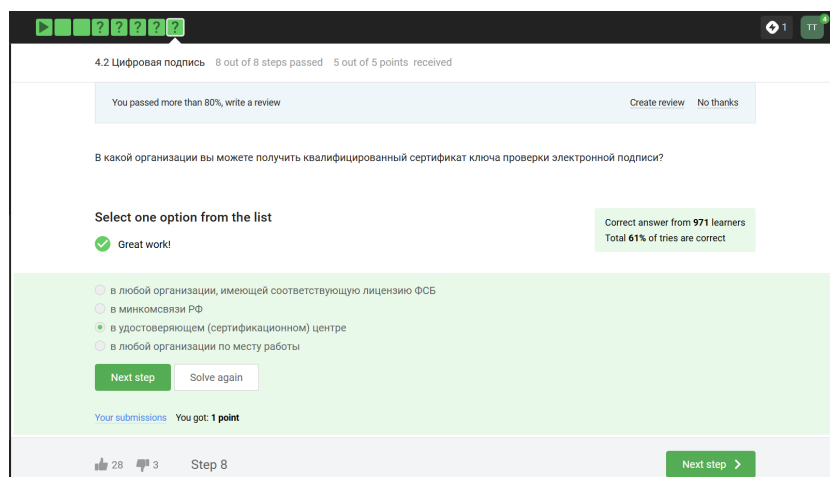 ? ? ? ? ?
1 TT 4
4.2 Цифровая подпись 8 out of 8 steps passed 5 out of 5 points received
You passed more than 80%, write a review Create review No thanks
В какой организации вы можете получить квалифицированный сертификат ключа проверки электронной подписи?
Select one option from the list
Correct answer from 971 learners
Great work!
Total 61% of tries are correct
в любой организации, имеющей соответствующую лицензию ФСБ
в минкомсвязи РФ
в удостоверяющем (сертификационном) центре
в любой организации по месту работы
Next step Solve again
Your submissions You got: 1 point
28 3 Step 8 Next step